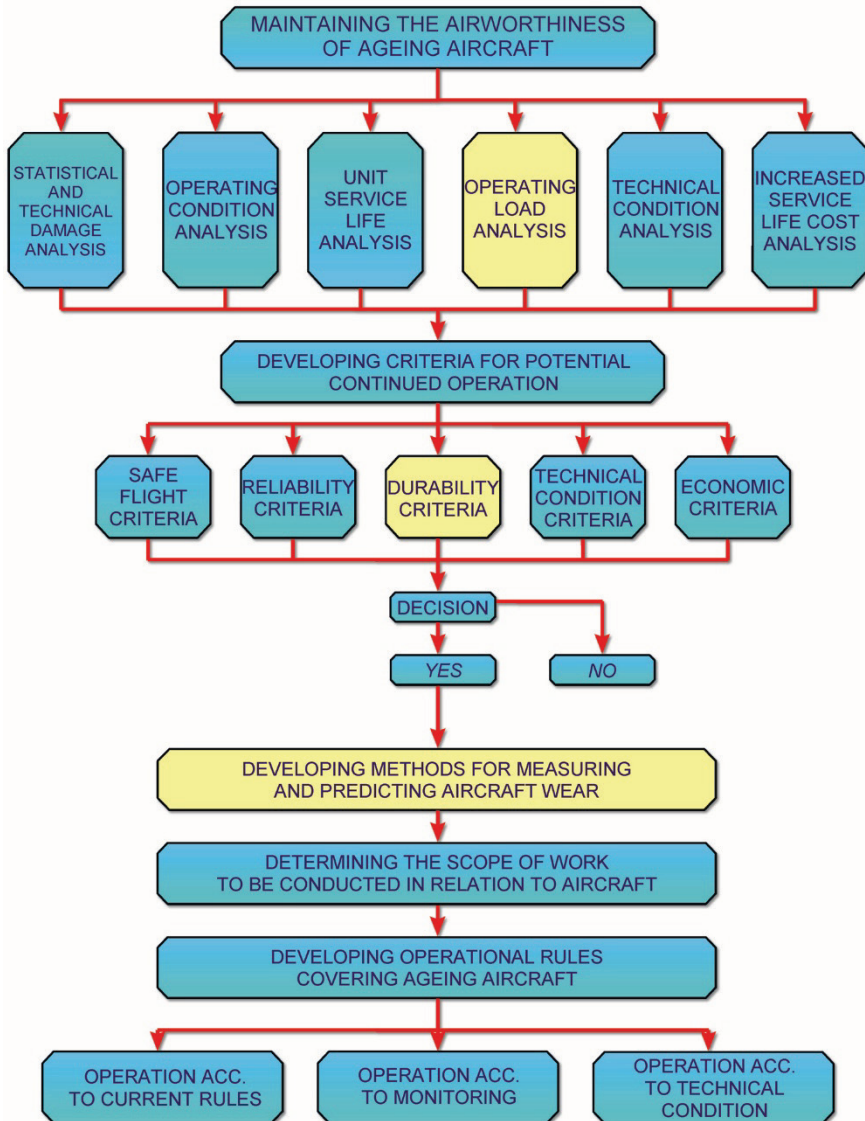 MAINTAINING THE AIRWORTHINESS
OF AGEING AIRCRAFT
STATISTICAL
AND
TECHNICAL
DAMAGE
ANALYSIS
OPERATING
CONDITION
ANALYSIS
UNIT
SERVICE
LIFE
ANALYSIS
OPERATING
LOAD
ANALYSIS
TECHNICAL
CONDITION
ANALYSIS
INCREASED
SERVICE
LIFE COST
ANALYSIS
DEVELOPING CRITERIA FOR POTENTIAL
CONTINUED OPERATION
SAFE
FLIGHT
CRITERIA
RELIABILITY
CRITERIA
DURABILITY
CRITERIA
TECHNICAL
CONDITION
CRITERIA
ECONOMIC
CRITERIA
DECISION
YES
NO
DEVELOPING METHODS FOR MEASURING
AND PREDICTING AIRCRAFT WEAR
DETERMINING THE SCOPE OF WORK
TO BE CONDUCTED IN RELATION TO AIRCRAFT
DEVELOPING OPERATIONAL RULES
COVERING AGEING AIRCRAFT
OPERATION ACC.
TO CURRENT RULES
OPERATION ACC.
TO MONITORING
OPERATION ACC.
TO TECHNICAL
CONDITION